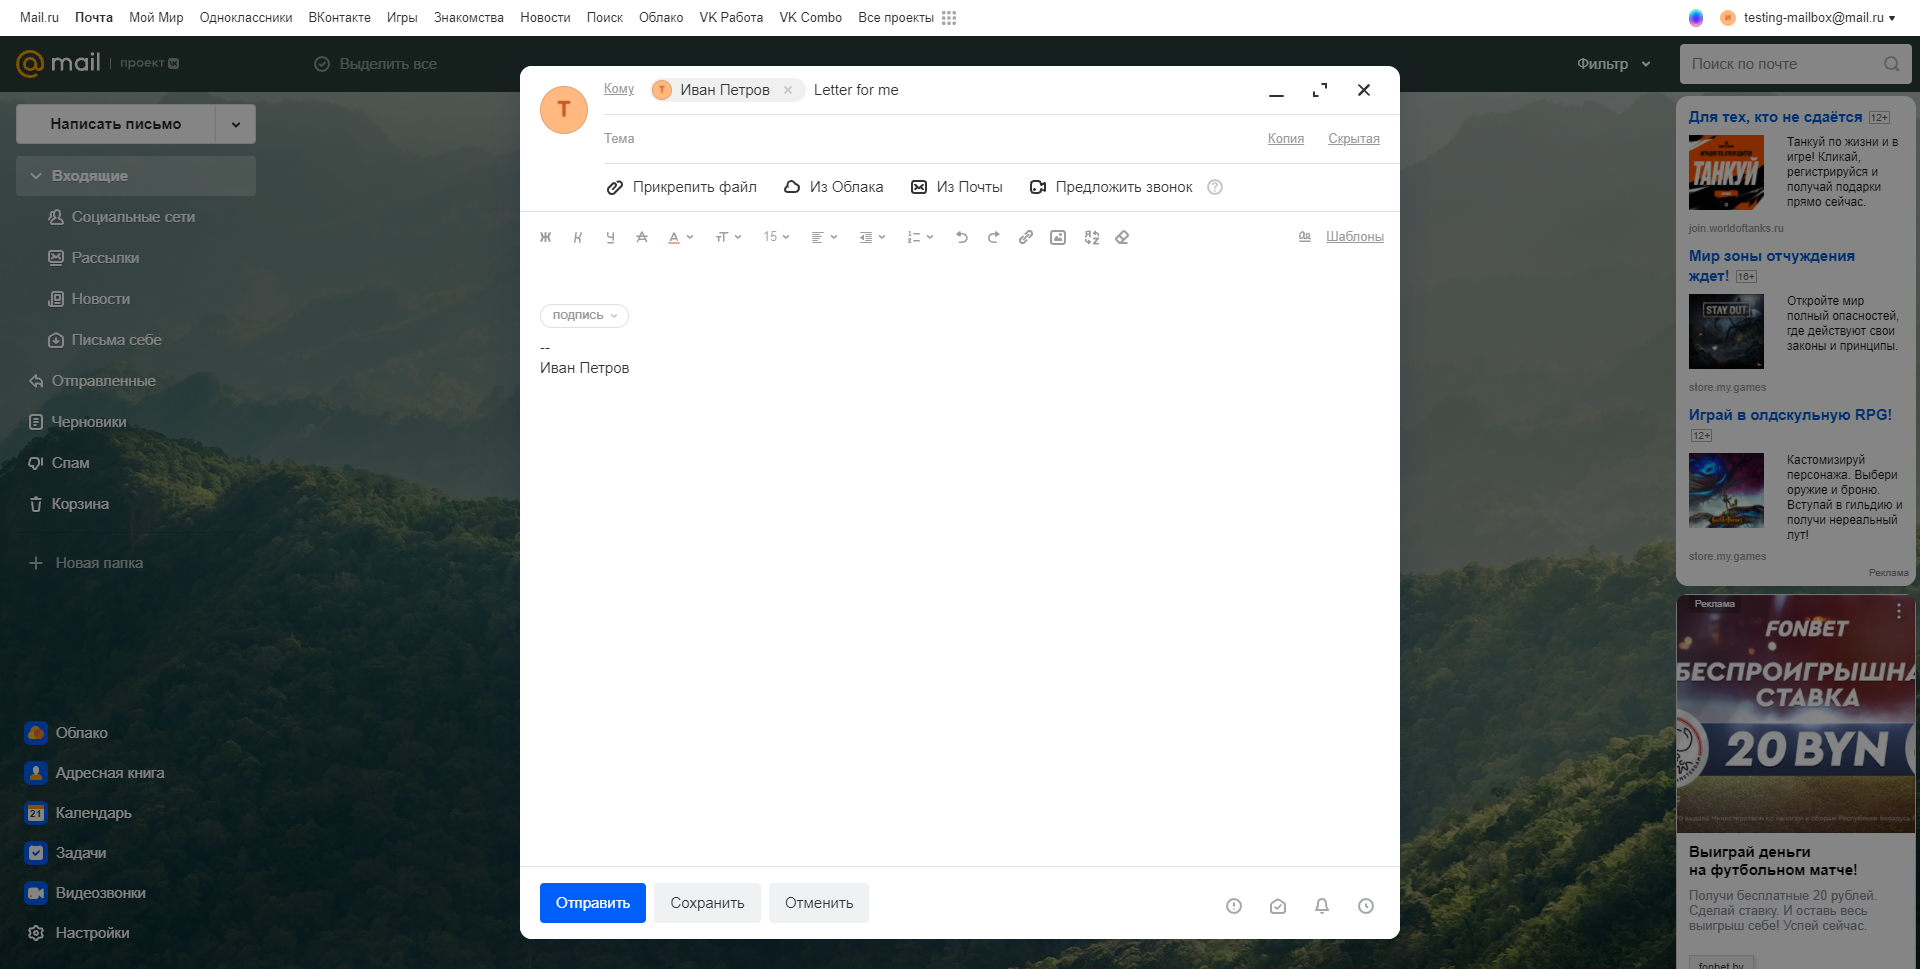 Mail.ru Почта Мой Мир Одноклассники ВКонтакте Игры Знакомства Новости Поиск Облако VK Работа VK Combo Все проекты
testing-mailbox@mail.ru
@mail проект
Выделить все
Фильтр
Поиск по почте
Написать письмо
Входящие
Социальные сети
Рассылки
Новости
Письма себе
Отправленные
Черновики
Спам
Корзина
Новая папка
Облако
Адресная книга
21 Календарь
Задачи
Видеозвонки
Настройки
Т
Кому Т Иван Петров Letter for me
Тема Копия Скрытая
Прикрепить файл Из Облака Из Почты Предложить звонок ?
Ж К Ч А А тТ 15 Шаблоны
ПОДПИСЬ
--
Иван Петров
Отправить Сохранить Отменить
Для тех, кто не сдаётся 12+
ТАНКУЙ
Танкуй по жизни и в
игре! Кликай,
регистрируйся и
получай подарки
прямо сейчас.
join.worldoftanks.ru
Мир зоны отчуждения
ждет! 16+
STAY OUT
Откройте мир
полный опасностей,
где действуют свои
законы и принципы.
store.my.games
Играй в олдскульную RPG!
12+
Кастомизируй
персонажа. Выбери
оружие и броню.
Вступай в гильдию и
получи нереальный
лут!
store.my.games
Реклама
Реклама
FONBET
БЕСПРОИГРЫШНА
СТАВКА
20 BYN
Выиграй деньги
на футбольном матче!
Получи бесплатные 20 рублей.
Сделай ставку. И оставь весь
выигрыш себе! Успей сейчас.
fonbet.by